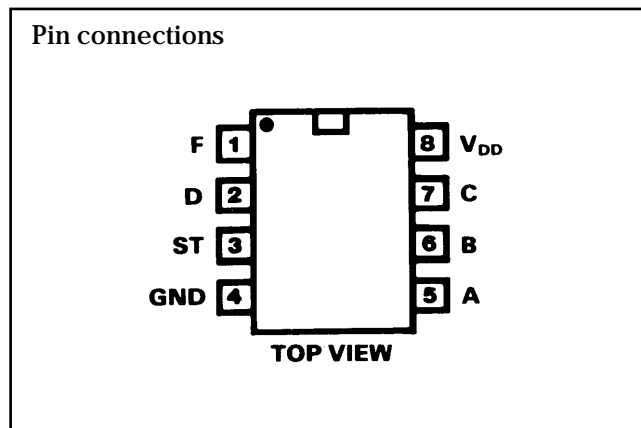 Pin connections
F 1 8 VDD
D 2 7 C
ST 3 6 B
GND 4 5 A
TOP VIEW